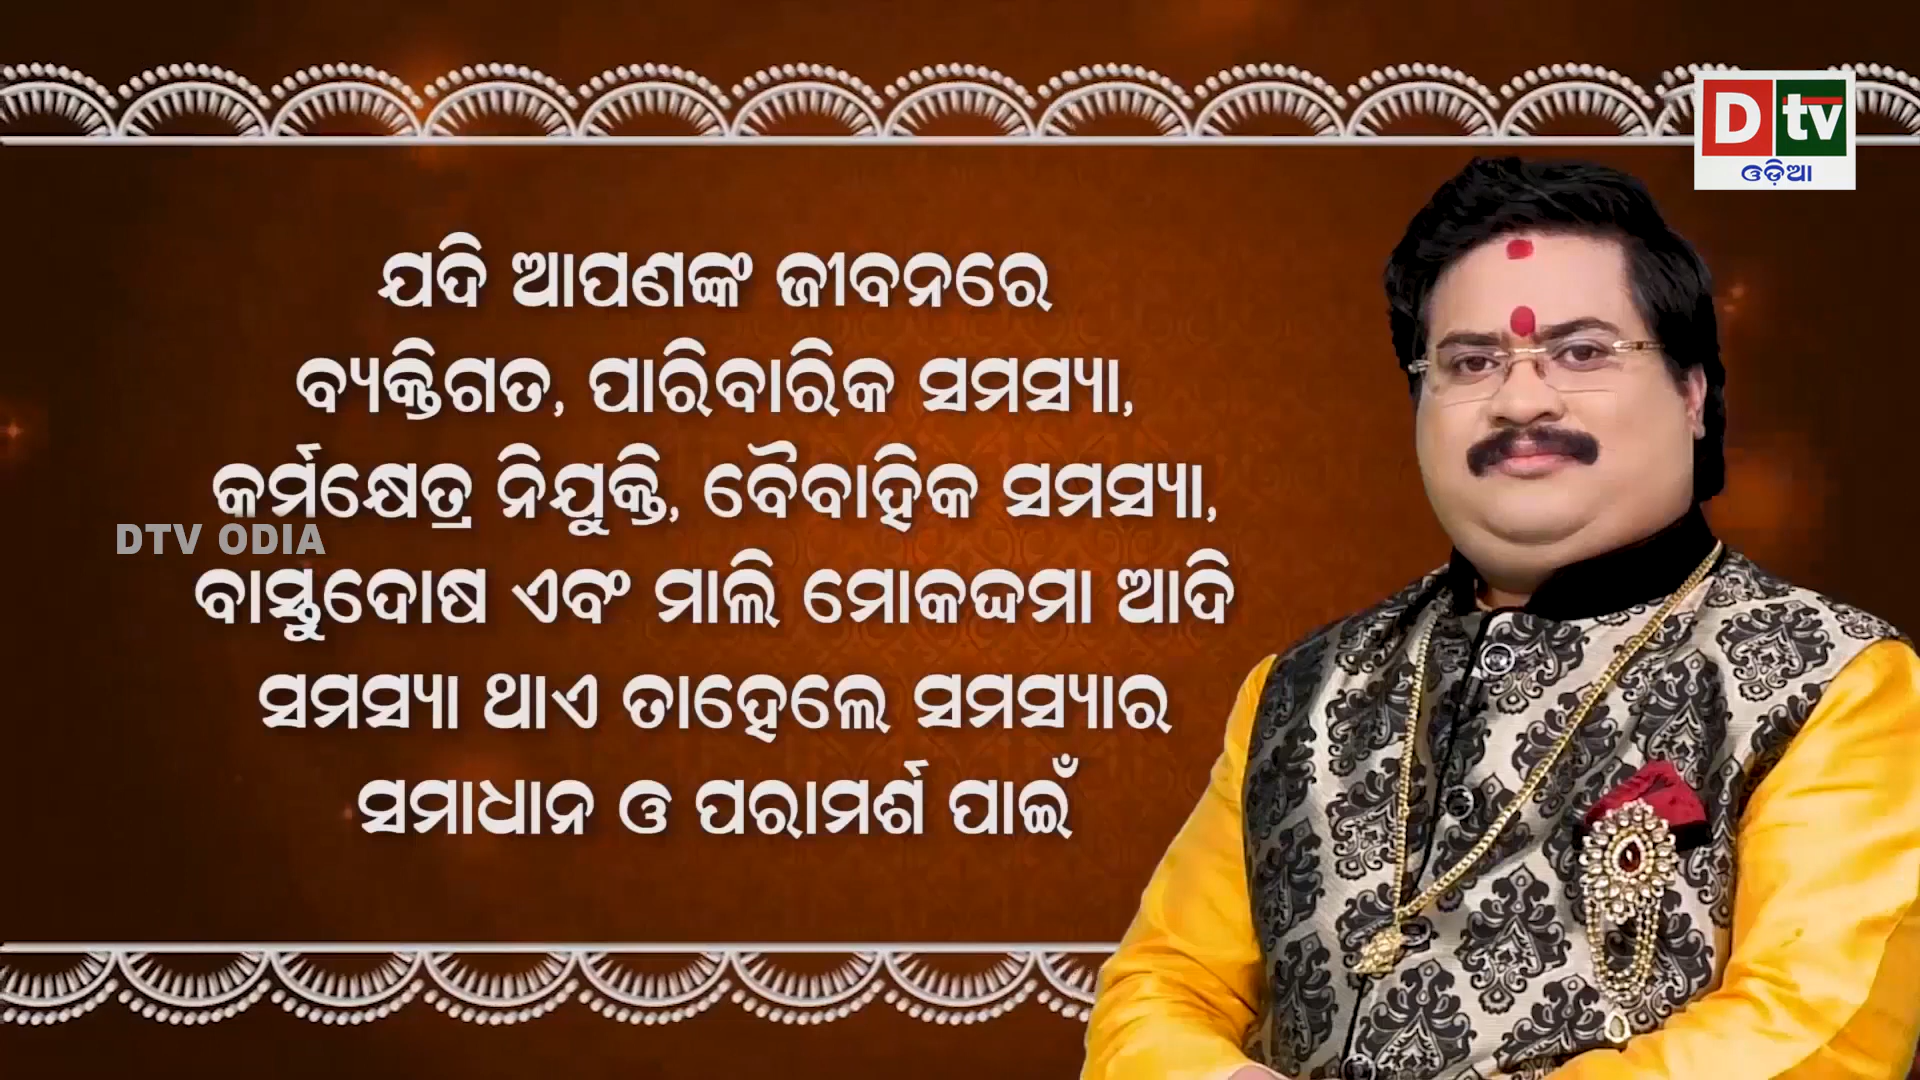 D tv
ଓଡ଼ିଆ
ଯଦି ଆପଣଙ୍କ ଜୀବନରେ
ବ୍ୟକ୍ତିଗତ, ପାରିବାରିକ ସମସ୍ୟା,
କର୍ମକ୍ଷେତ୍ର ନିଯୁକ୍ତି, ବୈବାହିକ ସମସ୍ୟା,
DTV ODIA
ବାସ୍ତୁଦୋଷ ଏବଂ ମାଲି ମୋକଦ୍ଦମା ଆଦି
ସମସ୍ୟା ଥାଏ ତାହେଲେ ସମସ୍ୟାର
ସମାଧାନ ଓ ପରାମର୍ଶ ପାଇଁ